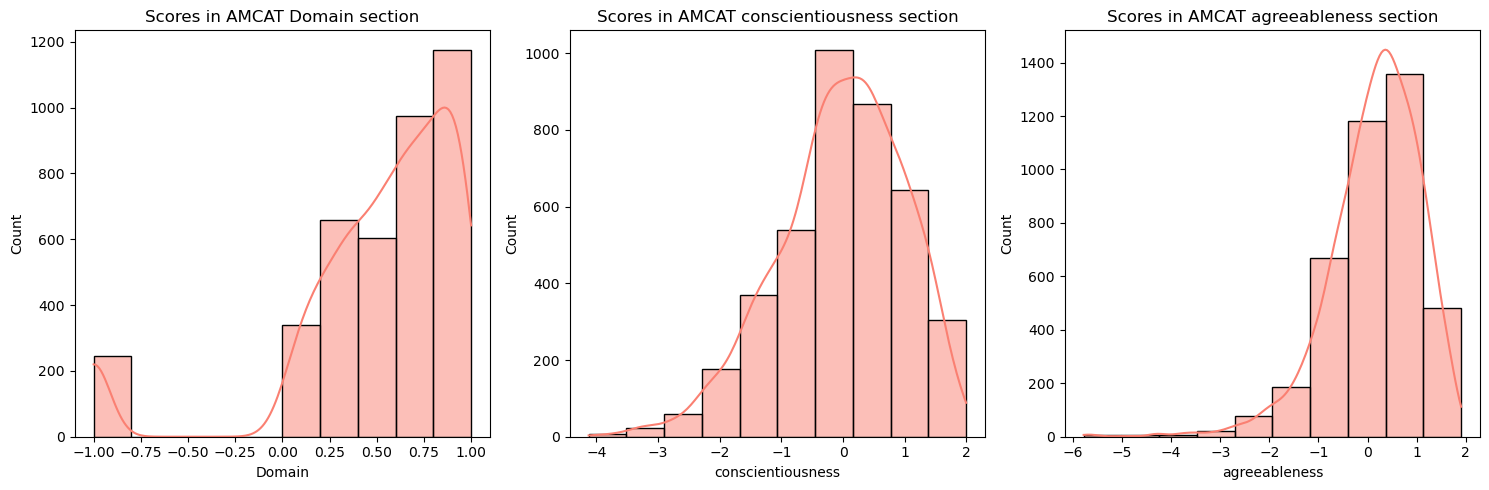 Scores in AMCAT Domain section
1200
1000
800
600
400
200
0
Count
−1.00 −0.75 −0.50 −0.25 0.00 0.25 0.50 0.75 1.00
Domain
Scores in AMCAT conscientiousness section
1000
800
600
400
200
0
Count
−4 −3 −2 −1 0 1 2
conscientiousness
Scores in AMCAT agreeableness section
1400
1200
1000
800
600
400
200
0
Count
−6 −5 −4 −3 −2 −1 0 1 2
agreeableness